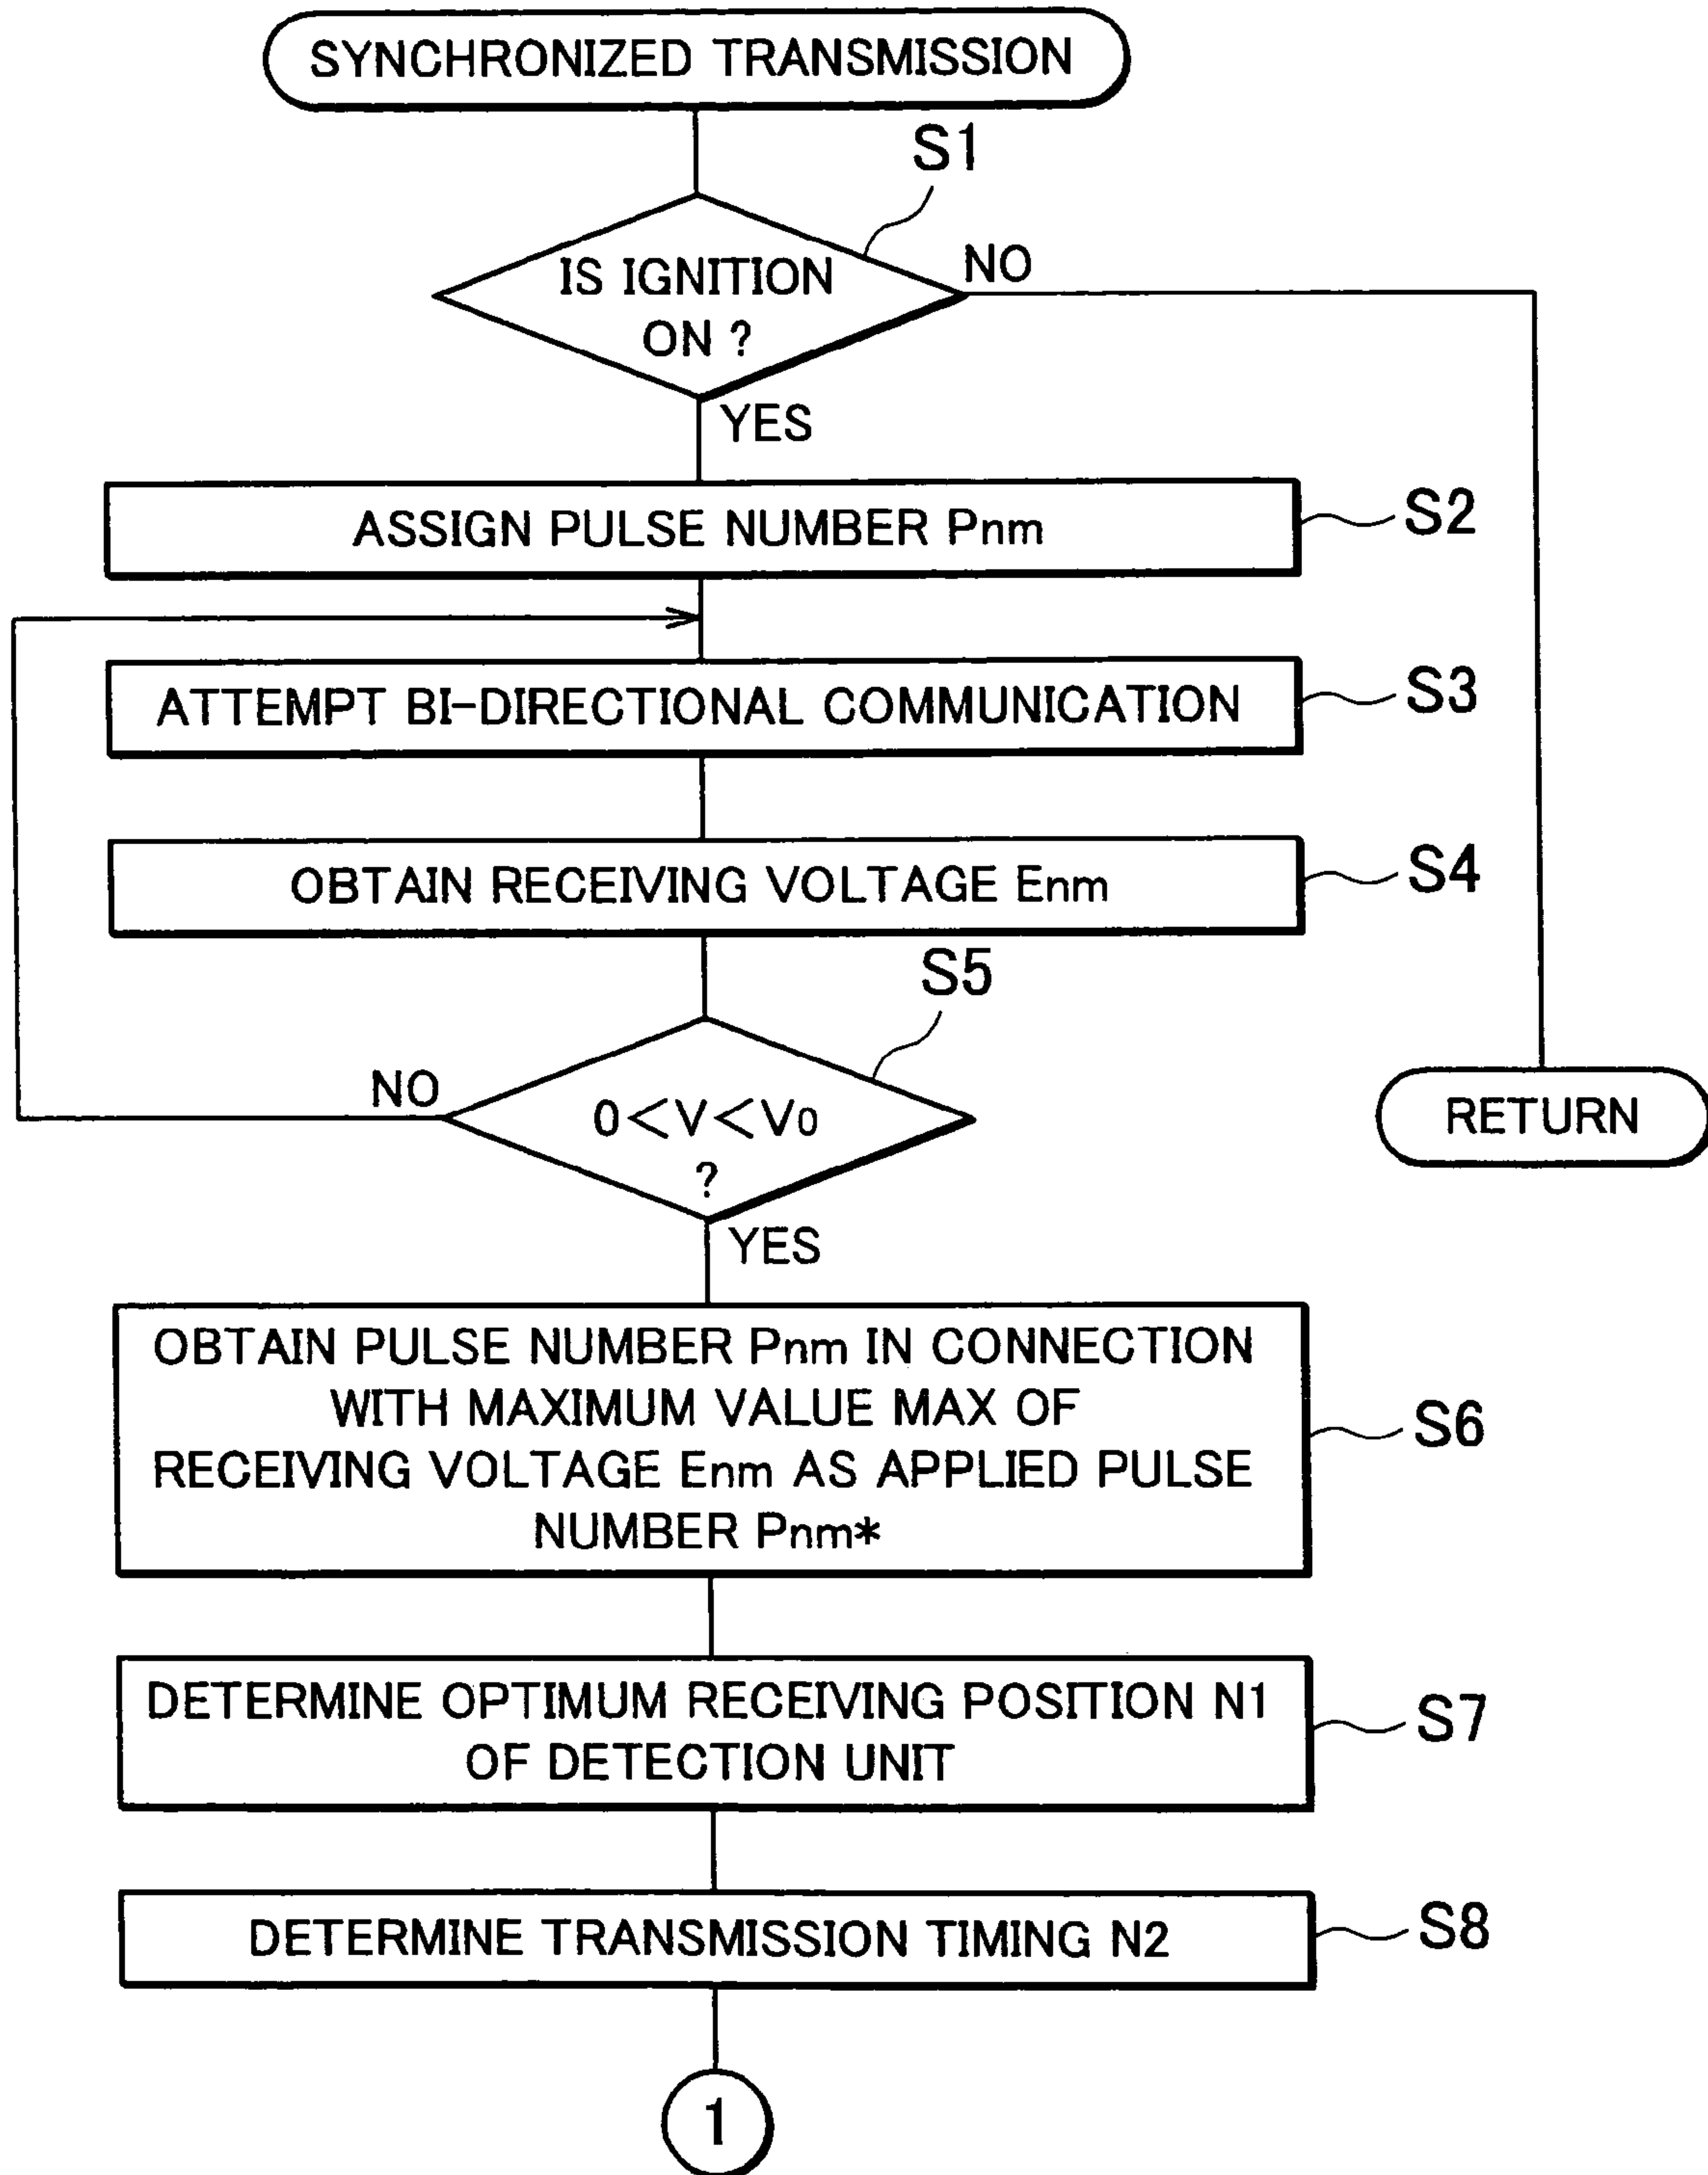 SYNCHRONIZED TRANSMISSION
S1
IS IGNITION
ON ?
NO
YES
ASSIGN PULSE NUMBER Pnm
S2
ATTEMPT BI-DIRECTIONAL COMMUNICATION
S3
OBTAIN RECEIVING VOLTAGE Enm
S4
S5
NO
0<V<V0
?
RETURN
YES
OBTAIN PULSE NUMBER Pnm IN CONNECTION
WITH MAXIMUM VALUE MAX OF
RECEIVING VOLTAGE Enm AS APPLIED PULSE
NUMBER Pnm*
S6
DETERMINE OPTIMUM RECEIVING POSITION N1
OF DETECTION UNIT
S7
DETERMINE TRANSMISSION TIMING N2
S8
1